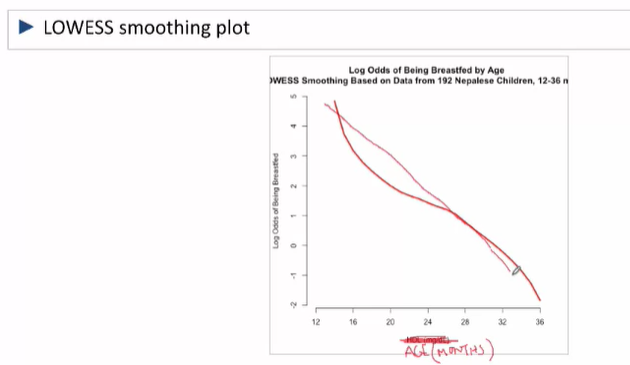 LOWESS smoothing plot
Log Odds of Being Breastfed by Age
OWESS Smoothing Based on Data from 192 Nepalese Children, 12-36 m
Log Odds of Being Breastfed
5
4
3
2
1
0
-1
-2
12 16 20 24 28 32 36
AGE (MONTHS)